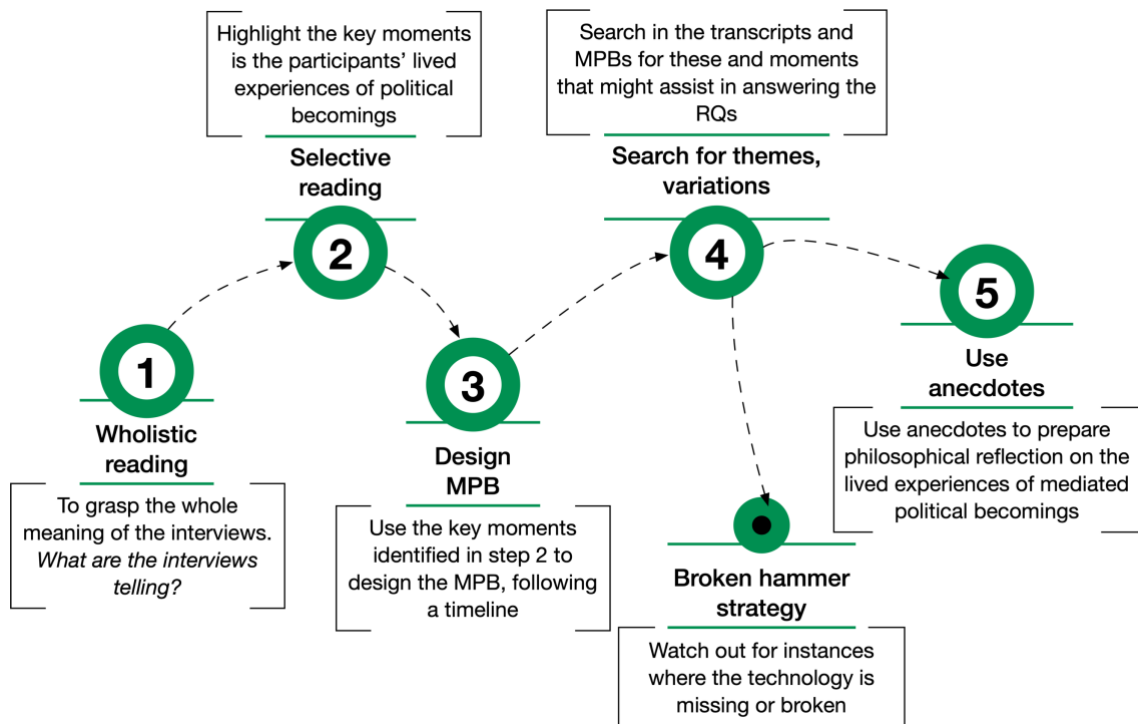 1
Wholistic
reading
To grasp the whole
meaning of the interviews.
What are the interviews
telling?
Highlight the key moments
is the participants' lived
experiences of political
becomings
Selective
reading
2
3
Design
MPB
Use the key moments
identified in step 2 to
design the MPB, following
a timeline
Search in the transcripts and
MPBs for these and moments
that might assist in answering the
RQs
Search for themes,
variations
4
Broken hammer
strategy
Watch out for instances
where the technology is
missing or broken
5
Use
anecdotes
Use anecdotes to prepare
philosophical reflection on the
lived experiences of mediated
political becomings